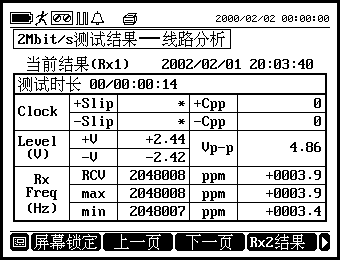 2000/02/02 00:00:00
2Mbit/s测试结果——线路分析
当前结果(Rx1) 2002/02/01 20:03:40
测试时长 00/00:00:14
Clock +Slip * +Cpp 0
-Slip * -Cpp 0
Level (V) +V +2.44 Vp-p 4.86
-V -2.42
Rx Freq (Hz) RCV 2048008 ppm +0003.9
max 2048008 ppm +0003.9
min 2048007 ppm +0003.4
屏幕锁定 上一页 下一页 Rx2结果